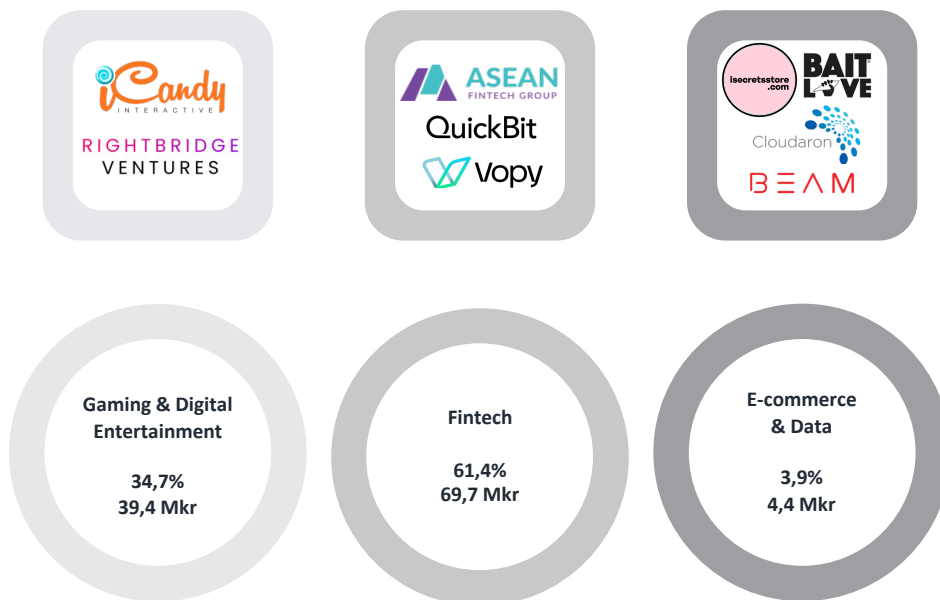 iCandy
INTERACTIVE
RIGHTBRIDGE
VENTURES
ASEAN
FINTECH GROUP
QuickBit
Vopy
isecretsstore
.com
BAIT
LOVE
Cloudaron
BEAM
Gaming & Digital
Entertainment
34,7%
39,4 Mkr
Fintech
61,4%
69,7 Mkr
E-commerce
& Data
3,9%
4,4 Mkr